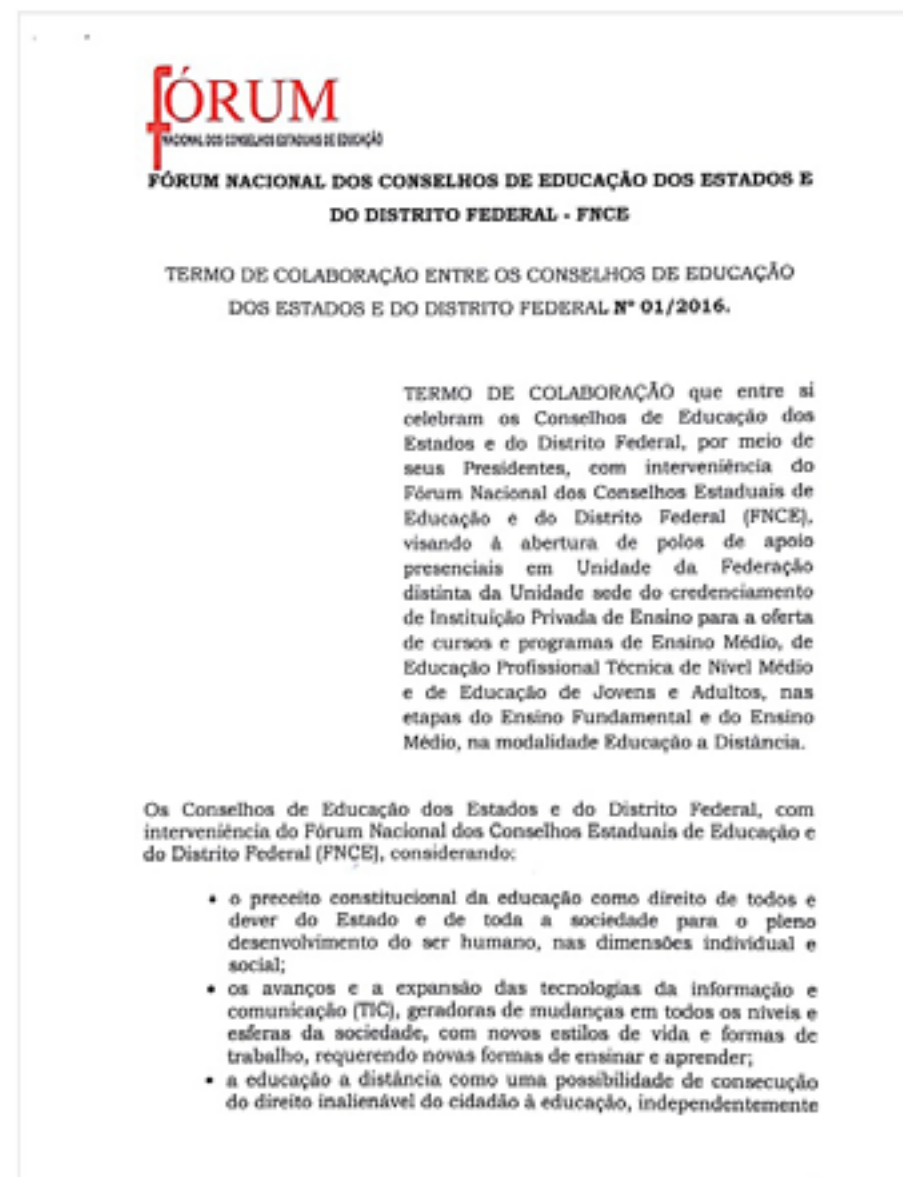 FÓRUM
NACIONAL DOS CONSELHOS ESTADUAIS DE EDUCAÇÃO
FÓRUM NACIONAL DOS CONSELHOS DE EDUCAÇÃO DOS ESTADOS E
DO DISTRITO FEDERAL - FNCE
TERMO DE COLABORAÇÃO ENTRE OS CONSELHOS DE EDUCAÇÃO
DOS ESTADOS E DO DISTRITO FEDERAL Nº 01/2016.
TERMO DE COLABORAÇÃO que entre si
celebram os Conselhos de Educação dos
Estados e do Distrito Federal, por meio de
seus Presidentes, com interveniência do
Fórum Nacional dos Conselhos Estaduais de
Educação e do Distrito Federal (FNCE),
visando à abertura de polos de apoio
presenciais em Unidade da Federação
distinta da Unidade sede do credenciamento
de Instituição Privada de Ensino para a oferta
de cursos e programas de Ensino Médio, de
Educação Profissional Técnica de Nível Médio
e de Educação de Jovens e Adultos, nas
etapas do Ensino Fundamental e do Ensino
Médio, na modalidade Educação a Distância.
Os Conselhos de Educação dos Estados e do Distrito Federal, com
interveniência do Fórum Nacional dos Conselhos Estaduais de Educação e
do Distrito Federal (FNCE), considerando:
• o preceito constitucional da educação como direito de todos e
dever do Estado e de toda a sociedade para o pleno
desenvolvimento do ser humano, nas dimensões individual e
social;
• os avanços e a expansão das tecnologias da informação e
comunicação (TIC), geradoras de mudanças em todos os níveis e
esferas da sociedade, com novos estilos de vida e formas de
trabalho, requerendo novas formas de ensinar e aprender;
• a educação a distância como uma possibilidade de consecução
do direito inalienável do cidadão à educação, independentemente